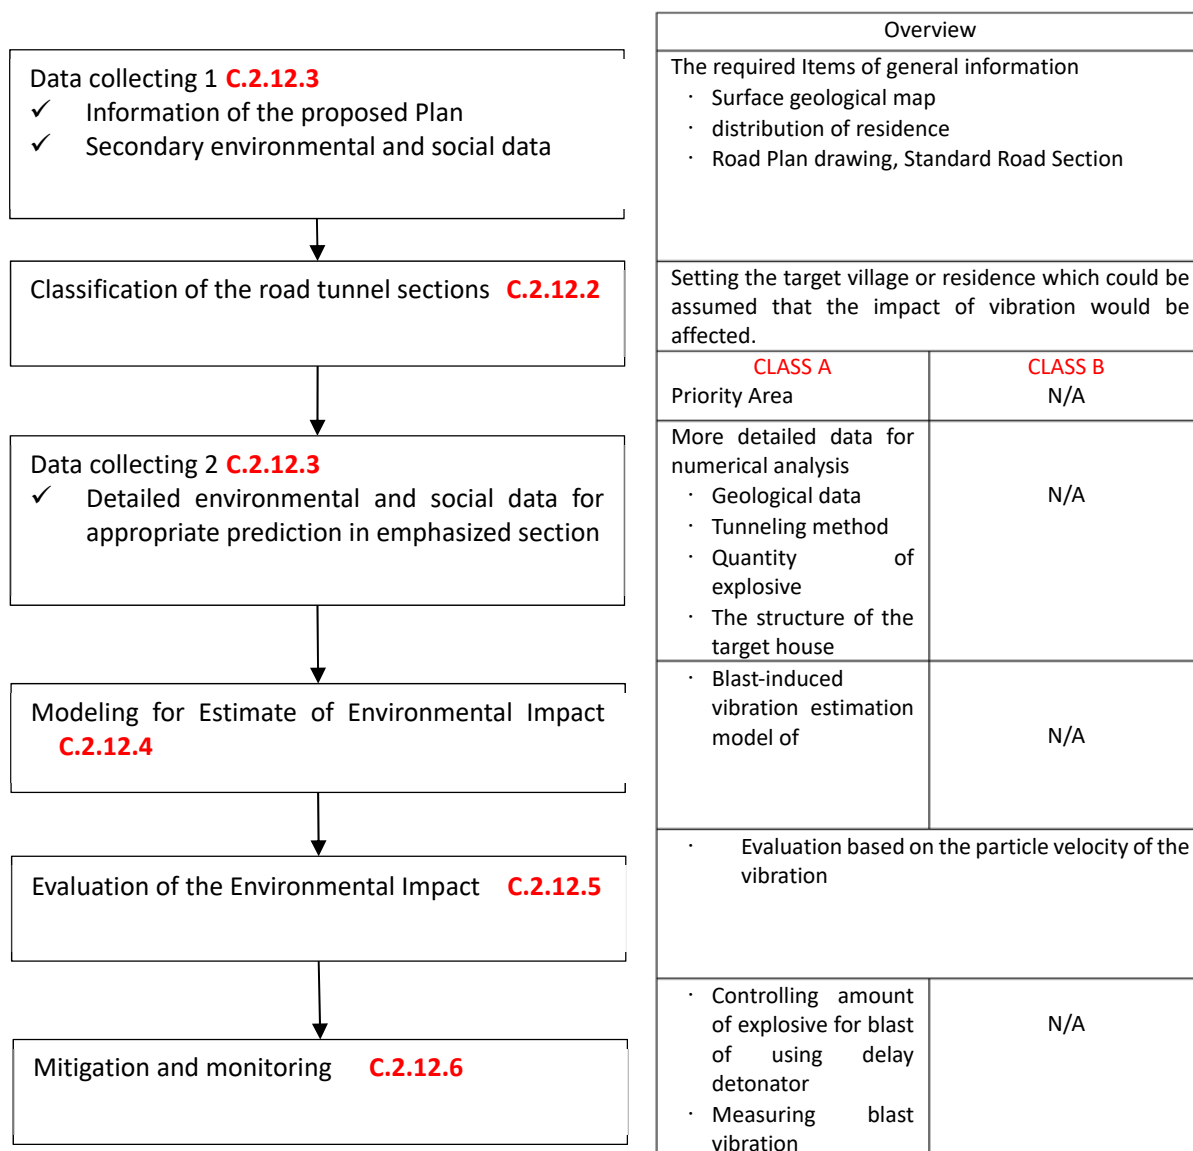 Data collecting 1 C.2.12.3
✓ Information of the proposed Plan
✓ Secondary environmental and social data
Classification of the road tunnel sections C.2.12.2
Data collecting 2 C.2.12.3
✓ Detailed environmental and social data for
appropriate prediction in emphasized section
Modeling for Estimate of Environmental Impact
C.2.12.4
Evaluation of the Environmental Impact C.2.12.5
Mitigation and monitoring C.2.12.6
Overview
The required Items of general information
· Surface geological map
· distribution of residence
· Road Plan drawing, Standard Road Section
Setting the target village or residence which could be
assumed that the impact of vibration would be
affected.
CLASS A
Priority Area
CLASS B
N/A
More detailed data for
numerical analysis
· Geological data
· Tunneling method
· Quantity of
explosive
· The structure of the
target house
N/A
· Blast-induced
vibration estimation
model of
N/A
· Evaluation based on the particle velocity of the
vibration
· Controlling amount
of explosive for blast
of using delay
detonator
· Measuring blast
vibration
N/A